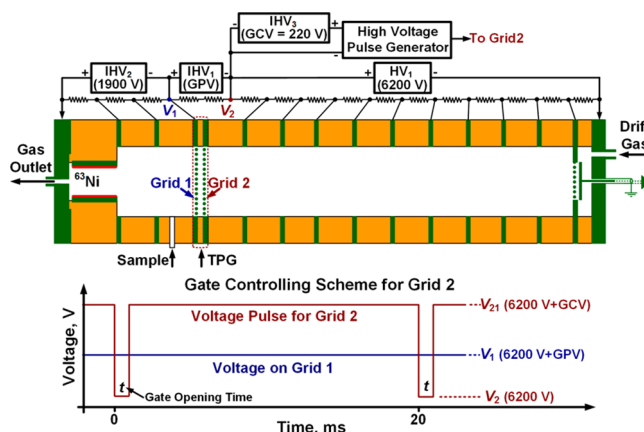 IHV3
(GCV = 220 V)
High Voltage
Pulse Generator
To Grid2
IHV2
(1900 V)
IHV1
(GPV)
HV1
(6200 V)
V1
V2
Gas
Outlet
63Ni
Grid 1
Grid 2
Drift
Gas
Sample
TPG
Gate Controlling Scheme for Grid 2
Voltage, V
Voltage Pulse for Grid 2
V21 (6200 V+GCV)
Voltage on Grid 1
V1 (6200 V+GPV)
t
Gate Opening Time
t
V2 (6200 V)
0
20
Time, ms